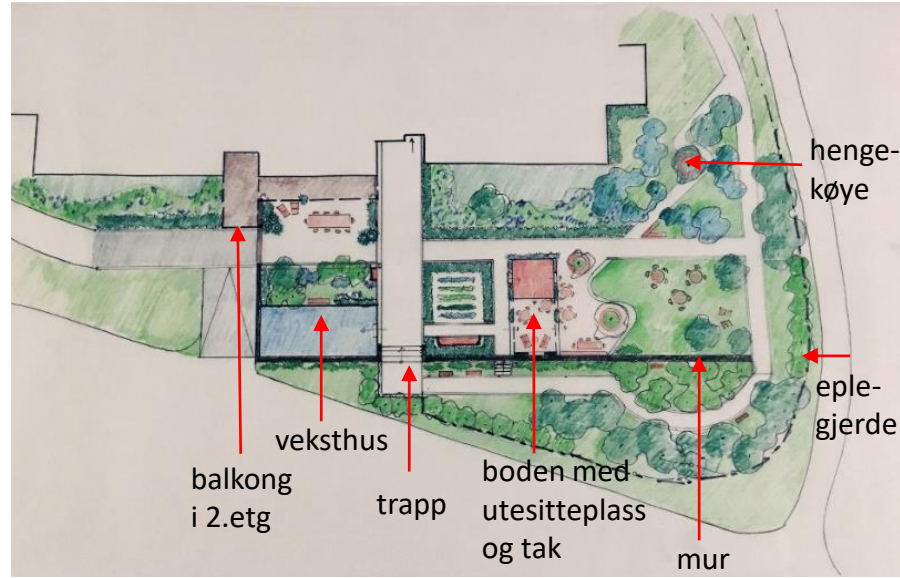 henge-
køye
eple-
gjerde
veksthus
balkong
i 2.etg
trapp
boden med
utesitteplass
og tak
mur